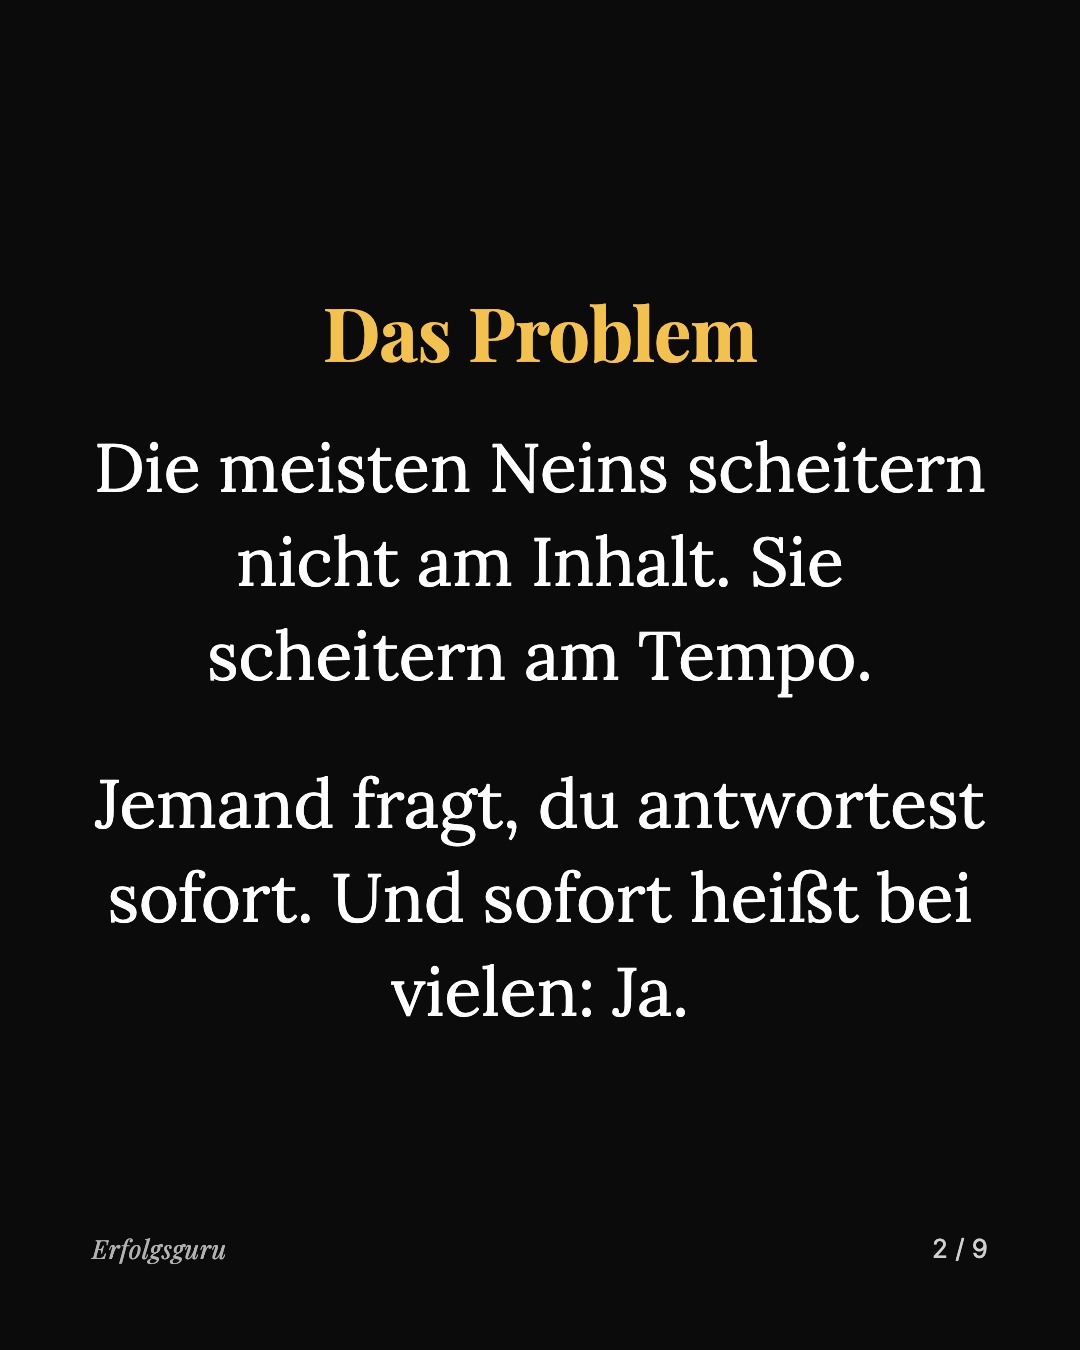 Das Problem
Die meisten Neins scheitern
nicht am Inhalt. Sie
scheitern am Tempo.
Jemand fragt, du antwortest
sofort. Und sofort heißt bei
vielen: Ja.
Erfolgsguru
2 / 9